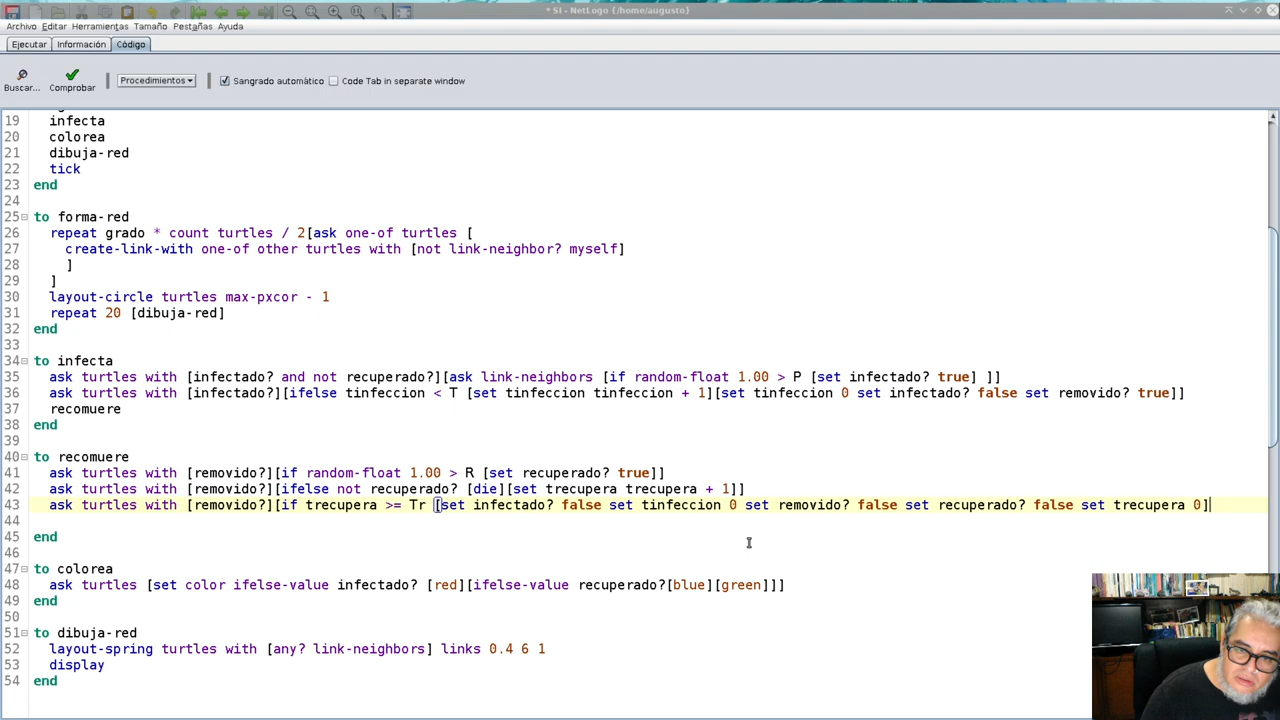 * SI - NetLogo {/home/augusto}
Archivo Editar Herramientas Tamaño Pestañas Ayuda
Ejecutar Información Código
Buscar... Comprobar Procedimientos Sangrado automático Code Tab in separate window
19 infecta
20 colorea
21 dibuja-red
22 tick
23 end
24
25 to forma-red
26 repeat grado * count turtles / 2[ask one-of turtles [
27 create-link-with one-of other turtles with [not link-neighbor? myself]
28 ]
29 ]
30 layout-circle turtles max-pxcor - 1
31 repeat 20 [dibuja-red]
32 end
33
34 to infecta
35 ask turtles with [infectado? and not recuperado?][ask link-neighbors [if random-float 1.00 > P [set infectado? true] ]]
36 ask turtles with [infectado?][ifelse tinfeccion < T [set tinfeccion tinfeccion + 1][set tinfeccion 0 set infectado? false set removido? true]]
37 recomuere
38 end
39
40 to recomuere
41 ask turtles with [removido?][if random-float 1.00 > R [set recuperado? true]]
42 ask turtles with [removido?][ifelse not recuperado? [die][set trecupera trecupera + 1]]
43 ask turtles with [removido?][if trecupera >= Tr [set infectado? false set tinfeccion 0 set removido? false set recuperado? false set trecupera 0]
44
45 end
46
47 to colorea
48 ask turtles [set color ifelse-value infectado? [red][ifelse-value recuperado?[blue][green]]]
49 end
50
51 to dibuja-red
52 layout-spring turtles with [any? link-neighbors] links 0.4 6 1
53 display
54 end